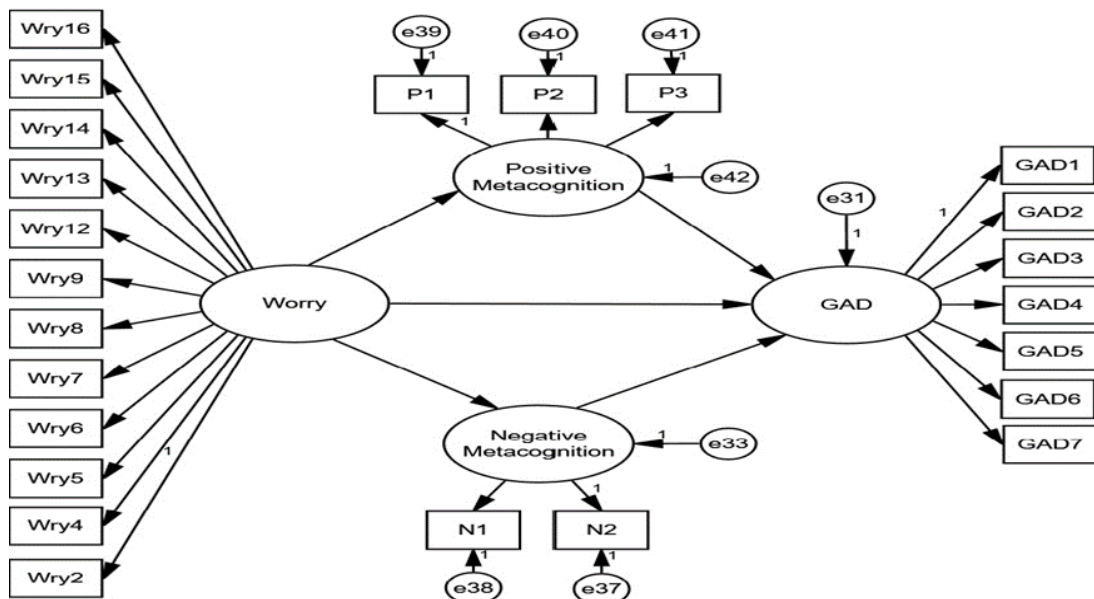 Wry16
Wry15
Wry14
Wry13
Wry12
Wry9
Wry8
Wry7
Wry6
Wry5
Wry4
Wry2
1
Worry
e39
1
P1
1
e40
1
P2
e41
1
P3
Positive
Metacognition
1
e42
e31
1
GAD
Negative
Metacognition
1
e33
1
N1
N2
1
1
e38
e37
1
GAD1
GAD2
GAD3
GAD4
GAD5
GAD6
GAD7